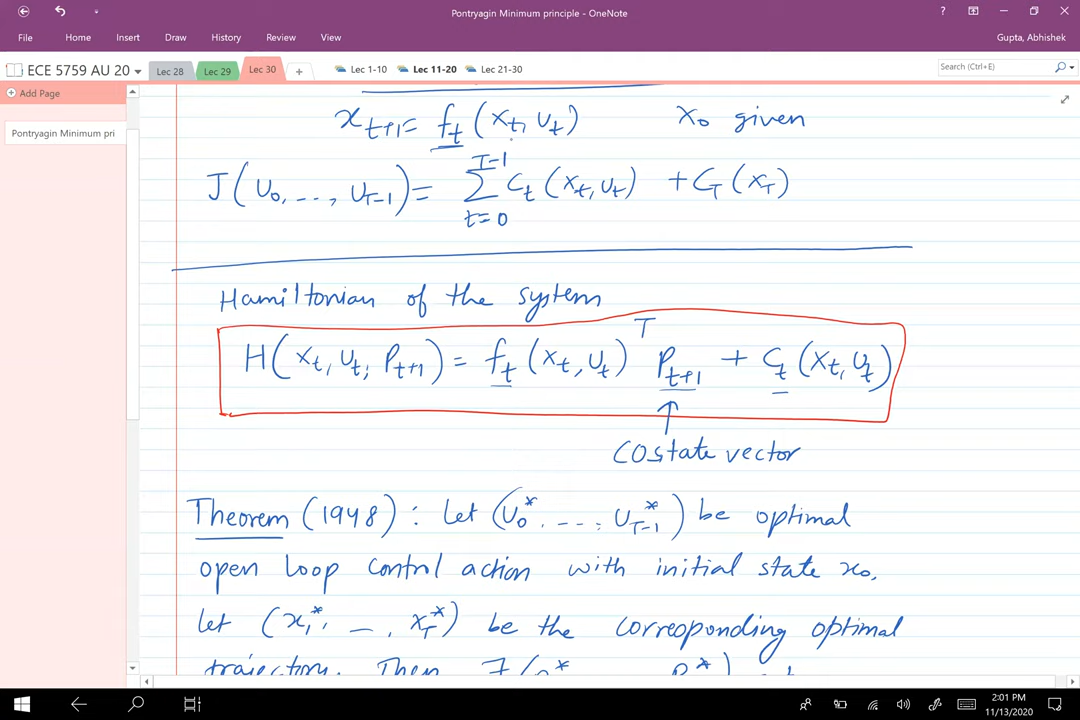 Pontryagin Minimum principle - OneNote
File Home Insert Draw History Review View Gupta, Abhishek
ECE 5759 AU 20 Lec 28 Lec 29 Lec 30 + Lec 1-10 Lec 11-20 Lec 21-30 Search (Ctrl+E)
+ Add Page
Pontryagin Minimum pri
x_{t+1} = f_t (x_t, u_t) x_0 given
J(u_0, ..., u_{T-1}) = \sum_{t=0}^{T-1} C_t (x_t, u_t) + C_T (x_T)
Hamiltonian of the system
H(x_t, u_t, P_{t+1}) = f_t (x_t, u_t)^T P_{t+1} + C_t (x_t, u_t)
Costate vector
Theorem (1948) : let (u_0^*, ---, u_{T-1}^*) be optimal
open loop control action with initial state x_0.
let (x_1^*, --, x_T^*) be the corresponding optimal
trajectory. Then
2:01 PM
11/13/2020